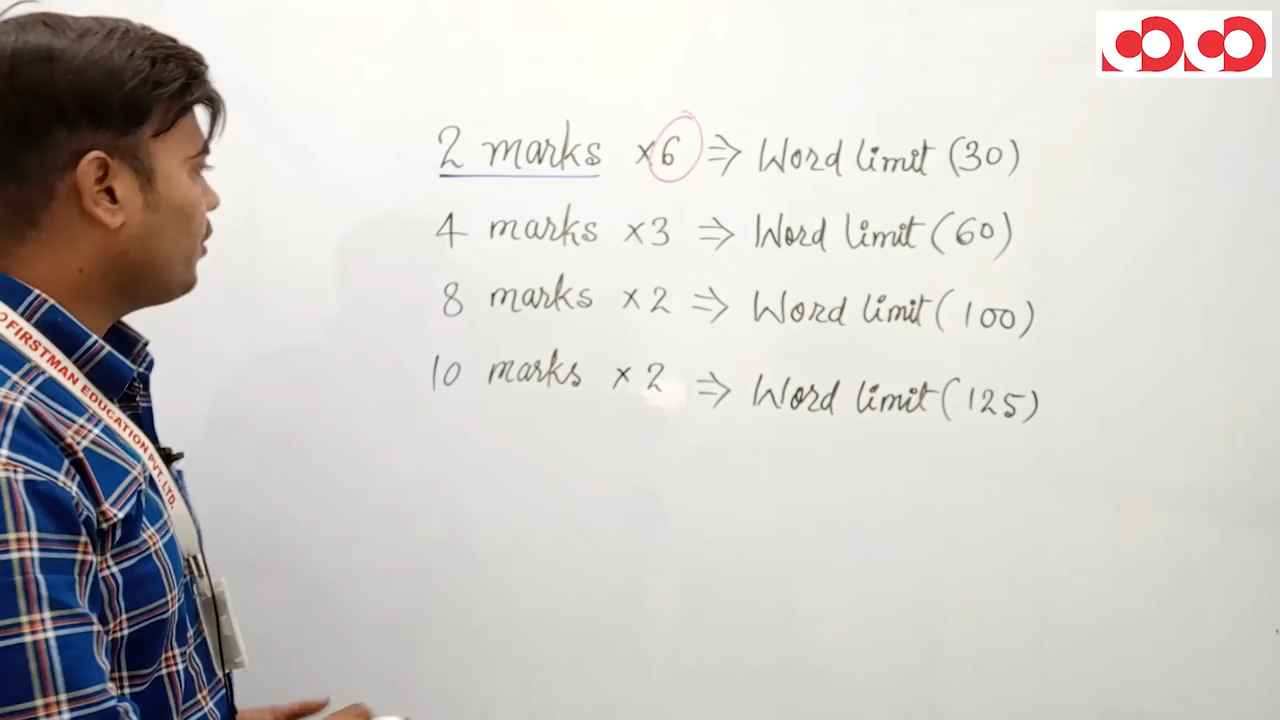 2 marks ×6 ⇒ Word limit (30)
4 marks ×3 ⇒ Word limit (60)
8 marks ×2 ⇒ Word limit (100)
10 marks ×2 ⇒ Word limit (125)
FIRSTMAN EDUCATION PVT. LTD.